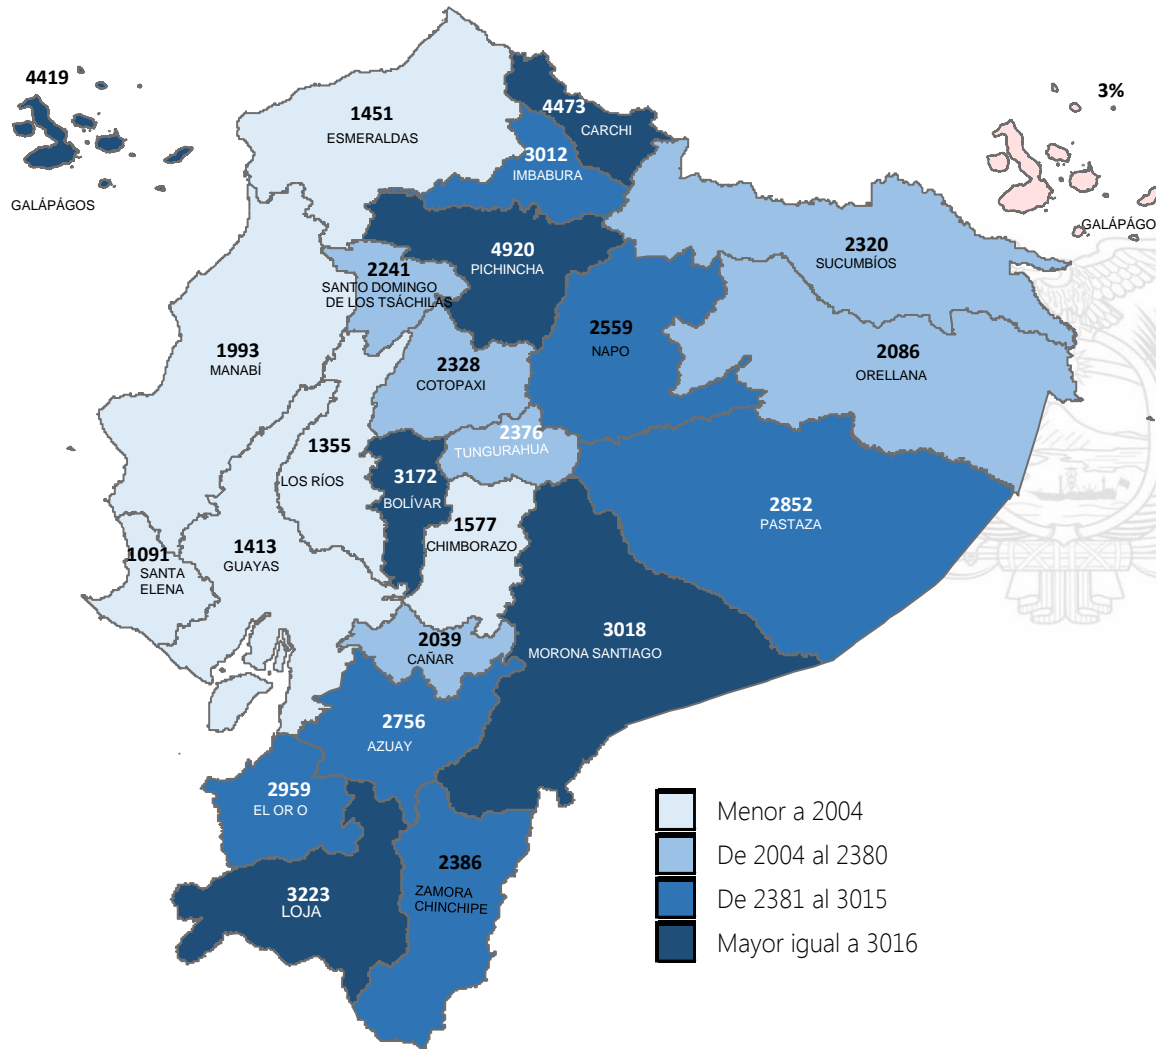 4419
GALÁPÁGOS
3%
GALÁPAGO
1451
ESMERALDAS
4473
CARCHI
3012
IMBABURA
4920
PICHINCHA
2320
SUCUMBÍOS
2241
SANTO DOMINGO
DE LOS TSÁCHILAS
2559
NAPO
2086
ORELLANA
1993
MANABÍ
2328
COTOPAXI
2376
TUNGURAHUA
1355
LOS RÍOS
3172
BOLÍVAR
2852
PASTAZA
1577
CHIMBORAZO
1091
SANTA
ELENA
1413
GUAYAS
3018
MORONA SANTIAGO
2039
CAÑAR
2756
AZUAY
2959
EL OR O
2386
ZAMORA
CHINCHIPE
3223
LOJA
Menor a 2004
De 2004 al 2380
De 2381 al 3015
Mayor igual a 3016